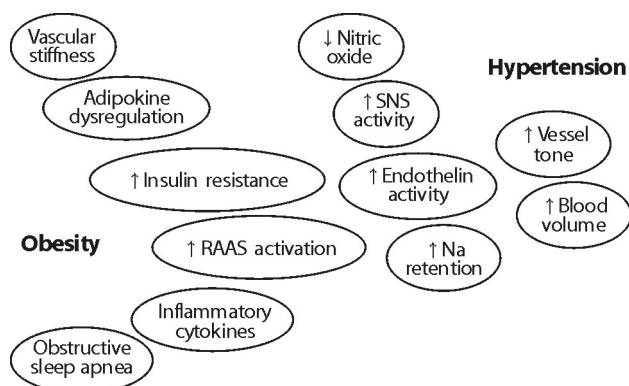 Vascular
stiffness
↓ Nitric
oxide
Hypertension
Adipokine
dysregulation
↑ SNS
activity
↑ Vessel
tone
↑ Insulin resistance
↑ Endothelin
activity
↑ Blood
volume
Obesity
↑ RAAS activation
↑ Na
retention
Inflammatory
cytokines
Obstructive
sleep apnea